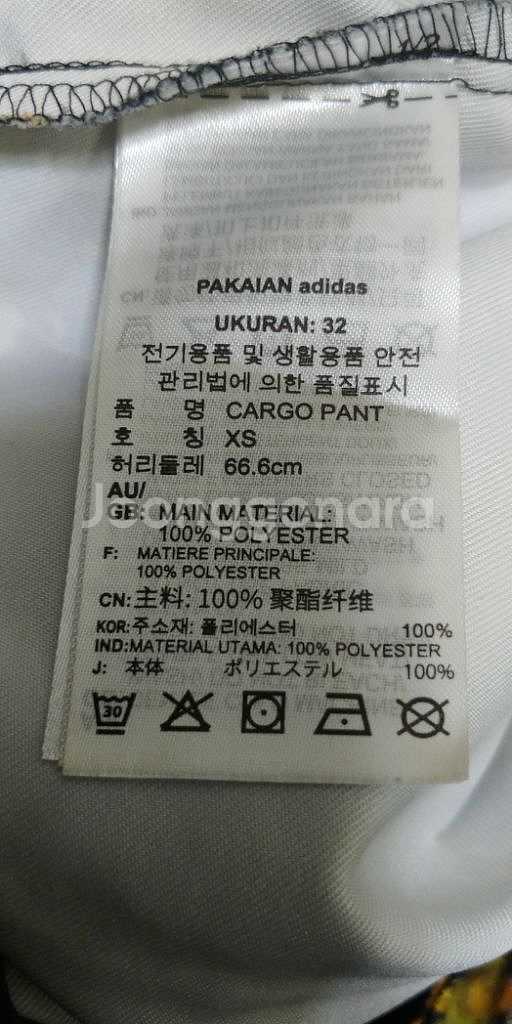 PAKAIAN adidas
UKURAN: 32
전기용품 및 생활용품 안전
관리법에 의한 품질표시
품 명 CARGO PANT
호 칭 XS
허리둘레 66.6cm
AU/
GB: MAIN MATERIAL:
100% POLYESTER
F: MATIERE PRINCIPALE:
100% POLYESTER
CN: 主料: 100% 聚酯纤维
KOR: 주소재: 폴리에스터 100%
IND: MATERIAL UTAMA: 100% POLYESTER
J: 本体 ポリエステル 100%
30
Joonggonara